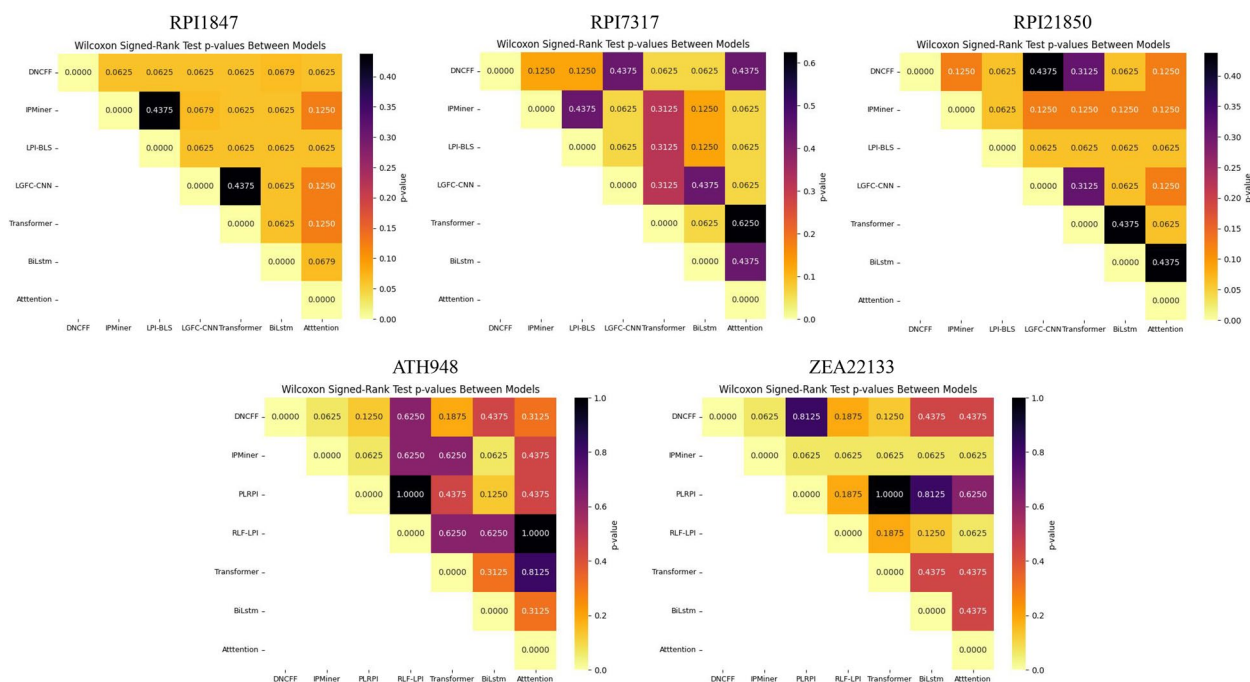 RPI1847
Wilcoxon Signed-Rank Test p-values Between Models
DNCFF 0.0000 0.0625 0.0625 0.0625 0.0625 0.0679 0.0625
IPMiner 0.0000 0.4375 0.0679 0.0625 0.0625 0.1250
LPI-BLS 0.0000 0.0625 0.0625 0.0625 0.0625
LGFC-CNN 0.0000 0.4375 0.0625 0.1250
Transformer 0.0000 0.0625 0.1250
BiLstm 0.0000 0.0679
Atttention 0.0000
DNCFF IPMiner LPI-BLS LGFC-CNN Transformer BiLstm Atttention
0.40
0.35
0.30
0.25
0.20
0.15
0.10
0.05
0.00
p-value
RPI7317
Wilcoxon Signed-Rank Test p-values Between Models
DNCFF 0.0000 0.1250 0.1250 0.4375 0.0625 0.0625 0.4375
IPMiner 0.0000 0.4375 0.0625 0.3125 0.1250 0.0625
LPI-BLS 0.0000 0.0625 0.3125 0.1250 0.0625
LGFC-CNN 0.0000 0.3125 0.4375 0.0625
Transformer 0.0000 0.0625 0.6250
BiLstm 0.0000 0.4375
Atttention 0.0000
DNCFF IPMiner LPI-BLS LGFC-CNN Transformer BiLstm Atttention
0.6
0.5
0.4
0.3
0.2
0.1
0.0
p-value
RPI21850
Wilcoxon Signed-Rank Test p-values Between Models
DNCFF 0.0000 0.1250 0.0625 0.4375 0.3125 0.0625 0.1250
IPMiner 0.0000 0.0625 0.1250 0.1250 0.1250 0.1250
LPI-BLS 0.0000 0.0625 0.0625 0.0625 0.0625
LGFC-CNN 0.0000 0.3125 0.0625 0.1250
Transformer 0.0000 0.4375 0.0625
BiLstm 0.0000 0.4375
Atttention 0.0000
DNCFF IPMiner LPI-BLS LGFC-CNN Transformer BiLstm Atttention
0.40
0.35
0.30
0.25
0.20
0.15
0.10
0.05
0.00
p-value
ATH948
Wilcoxon Signed-Rank Test p-values Between Models
DNCFF 0.0000 0.0625 0.1250 0.6250 0.1875 0.4375 0.3125
IPMiner 0.0000 0.0625 0.6250 0.6250 0.0625 0.4375
PLRPI 0.0000 1.0000 0.4375 0.1250 0.4375
RLF-LPI 0.0000 0.6250 0.6250 1.0000
Transformer 0.0000 0.3125 0.8125
BiLstm 0.0000 0.3125
Atttention 0.0000
DNCFF IPMiner PLRPI RLF-LPI Transformer BiLstm Atttention
1.0
0.8
0.6
0.4
0.2
0.0
p-value
ZEA22133
Wilcoxon Signed-Rank Test p-values Between Models
DNCFF 0.0000 0.0625 0.8125 0.1875 0.1250 0.4375 0.4375
IPMiner 0.0000 0.0625 0.0625 0.0625 0.0625 0.0625
PLRPI 0.0000 0.1875 1.0000 0.8125 0.6250
RLF-LPI 0.0000 0.1875 0.1250 0.0625
Transformer 0.0000 0.4375 0.4375
BiLstm 0.0000 0.4375
Atttention 0.0000
DNCFF IPMiner PLRPI RLF-LPI Transformer BiLstm Atttention
1.0
0.8
0.6
0.4
0.2
0.0
p-value